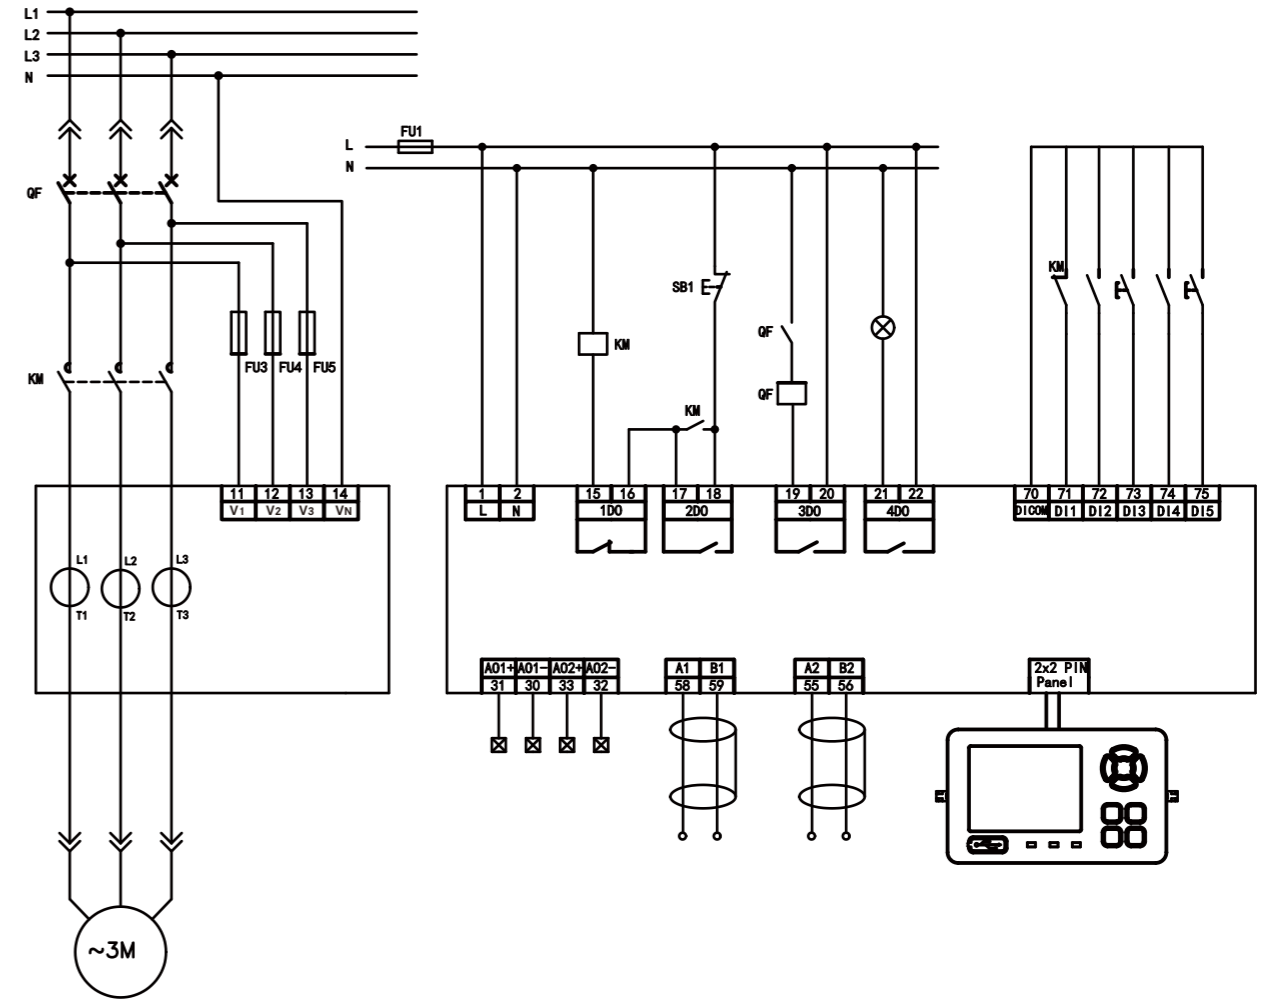 L1
L2
L3
N
L FU1
N
QF
SB1
KM
QF
KM
KM
FU3 FU4 FU5
QF
KM
KM
11 12 13 14
V1 V2 V3 VN
1 2 15 16 17 18 19 20 21 22 70 71 72 73 74 75
L N 1DO 2DO 3DO 4DO DICOM DI1 DI2 DI3 DI4 DI5
L1 L2 L3
T1 T2 T3
AO1+ AO1- AO2+ AO2- A1 B1 A2 B2 2x2 PIN
Panel
31 30 33 32 58 59 55 56
~3M